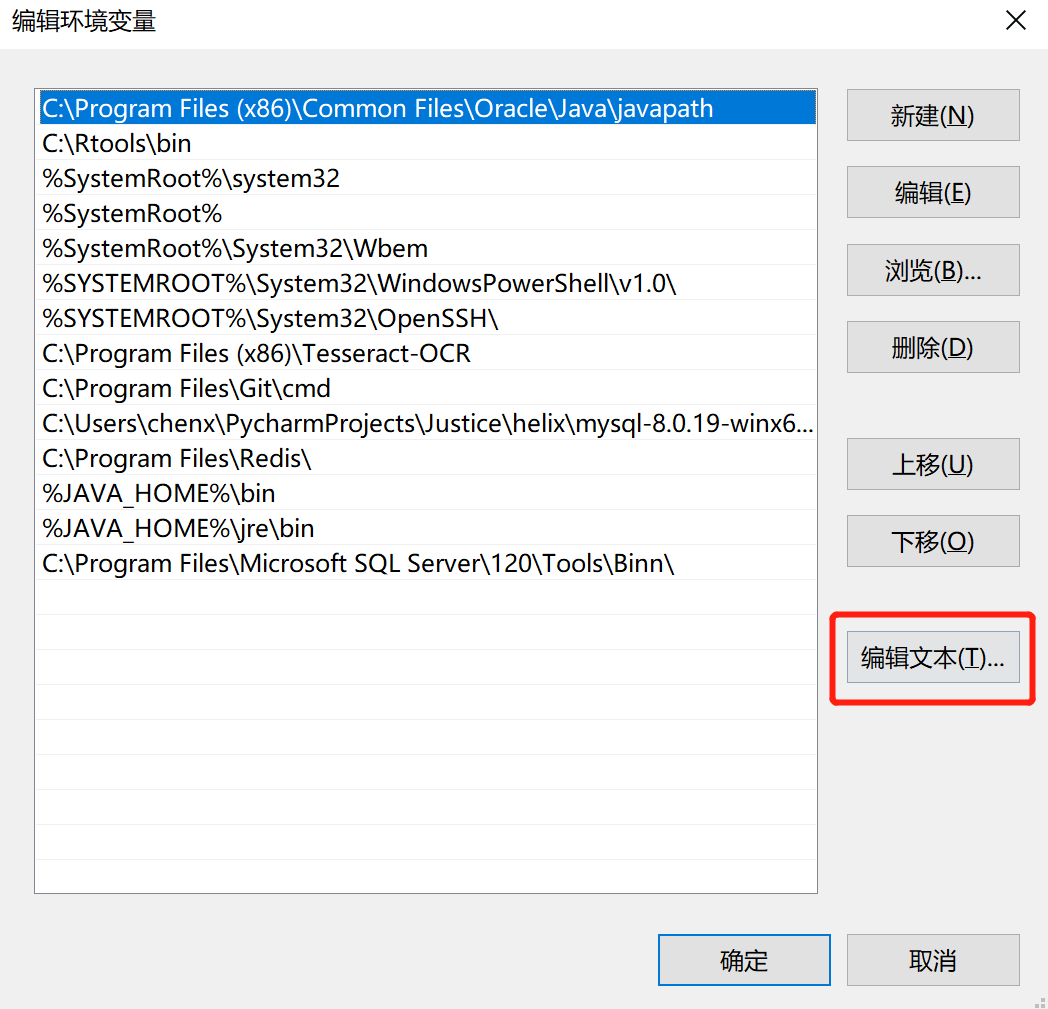 编辑环境变量
C:\Program Files (x86)\Common Files\Oracle\Java\javapath
C:\Rtools\bin
%SystemRoot%\system32
%SystemRoot%
%SystemRoot%\System32\Wbem
%SYSTEMROOT%\System32\WindowsPowerShell\v1.0\
%SYSTEMROOT%\System32\OpenSSH\
C:\Program Files (x86)\Tesseract-OCR
C:\Program Files\Git\cmd
C:\Users\chenx\PycharmProjects\Justice\helix\mysql-8.0.19-winx6...
C:\Program Files\Redis\
%JAVA_HOME%\bin
%JAVA_HOME%\jre\bin
C:\Program Files\Microsoft SQL Server\120\Tools\Binn\
新建(N)
编辑(E)
浏览(B)...
删除(D)
上移(U)
下移(O)
编辑文本(T)...
确定
取消